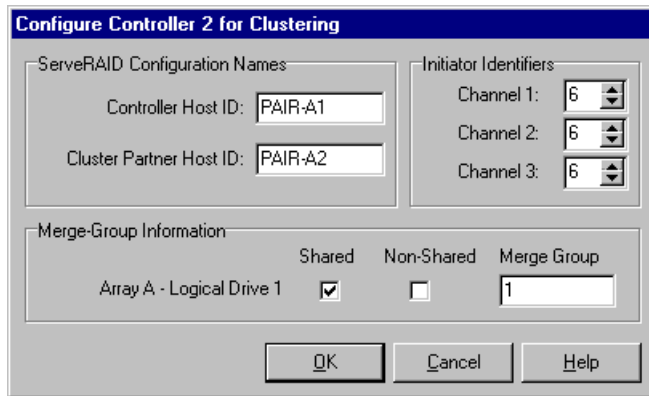 Configure Controller 2 for Clustering
ServeRAID Configuration Names
Controller Host ID: PAIR-A1
Cluster Partner Host ID: PAIR-A2
Initiator Identifiers
Channel 1: 6
Channel 2: 6
Channel 3: 6
Merge-Group Information
Shared Non-Shared Merge Group
Array A - Logical Drive 1 1
OK Cancel Help